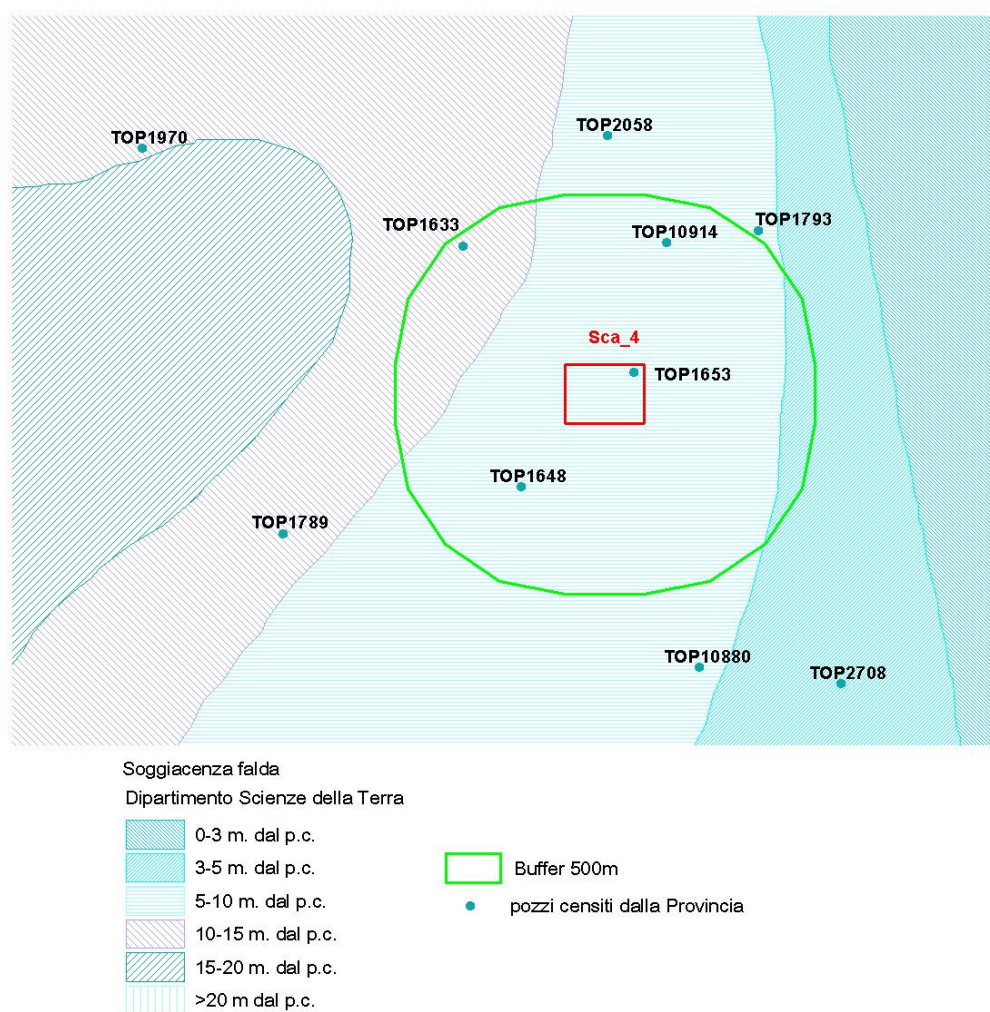 TOP1970
TOP2058
TOP1633
TOP1793
TOP10914
Sca_4
TOP1653
TOP1648
TOP1789
TOP10880
TOP2708
Soggiacenza falda
Dipartimento Scienze della Terra
0-3 m. dal p.c.
3-5 m. dal p.c.
5-10 m. dal p.c.
10-15 m. dal p.c.
15-20 m. dal p.c.
>20 m dal p.c.
Buffer 500m
pozzi censiti dalla Provincia